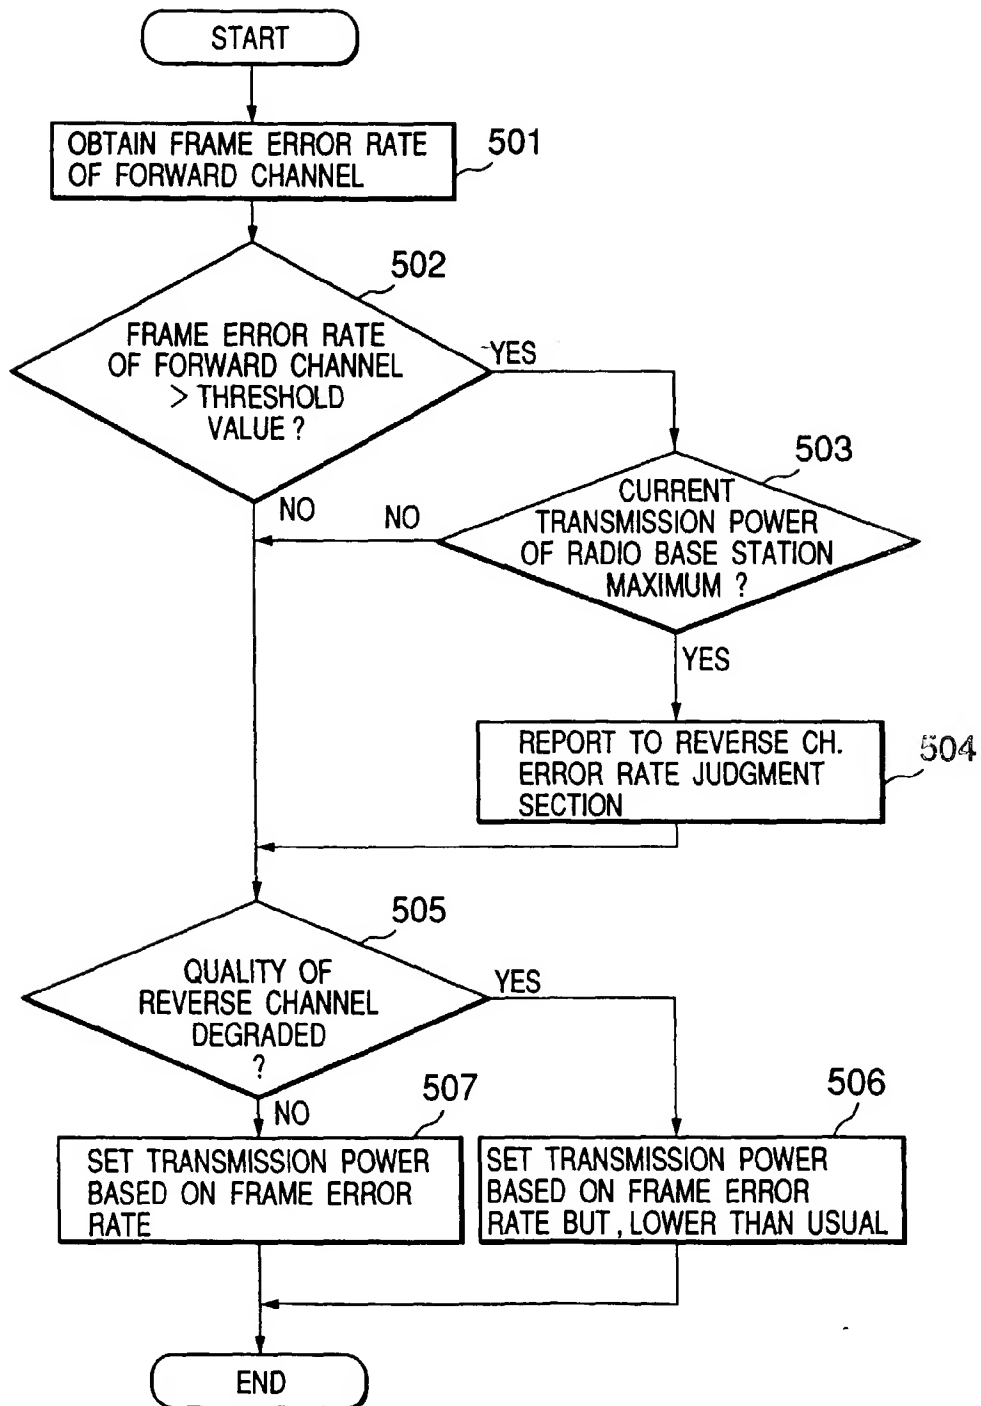 START
OBTAIN FRAME ERROR RATE
OF FORWARD CHANNEL
501
502
FRAME ERROR RATE
OF FORWARD CHANNEL
> THRESHOLD
VALUE ?
YES
NO
503
CURRENT
TRANSMISSION POWER
OF RADIO BASE STATION
MAXIMUM ?
NO
YES
REPORT TO REVERSE CH.
ERROR RATE JUDGMENT
SECTION
504
505
QUALITY OF
REVERSE CHANNEL
DEGRADED
?
YES
NO
507
SET TRANSMISSION POWER
BASED ON FRAME ERROR
RATE
506
SET TRANSMISSION POWER
BASED ON FRAME ERROR
RATE BUT, LOWER THAN USUAL
END